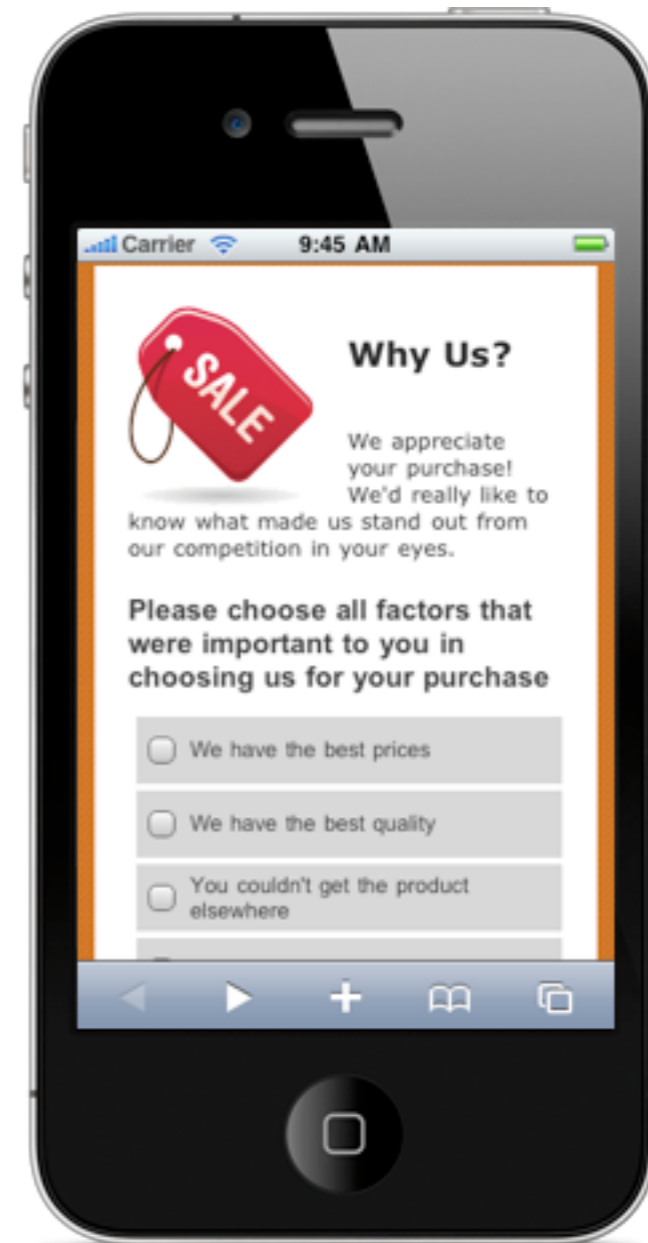 Carrier 9:45 AM
SALE
Why Us?
We appreciate
your purchase!
We'd really like to
know what made us stand out from
our competition in your eyes.
Please choose all factors that
were important to you in
choosing us for your purchase
We have the best prices
We have the best quality
You couldn't get the product
elsewhere